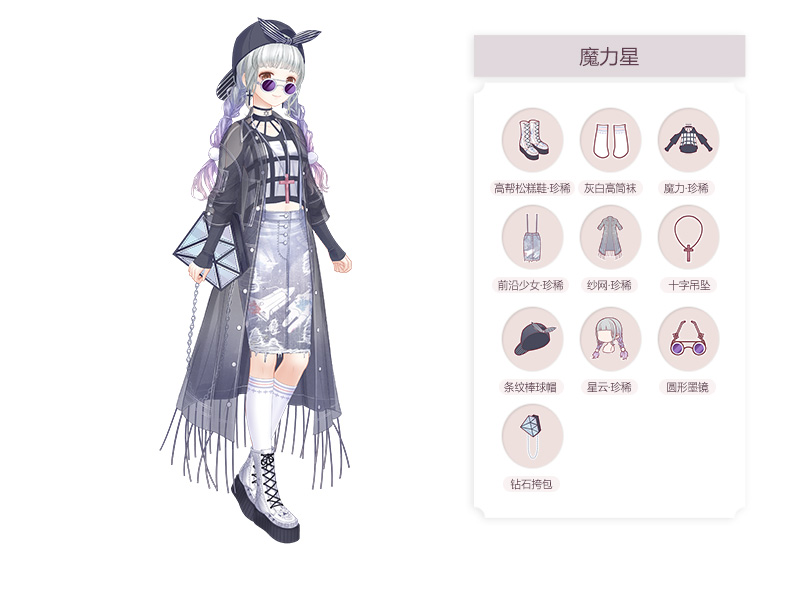 魔力星
高帮松糕鞋·珍稀
灰白高筒袜
魔力·珍稀
前沿少女·珍稀
纱网·珍稀
十字吊坠
条纹棒球帽
星云·珍稀
圆形墨镜
钻石挎包